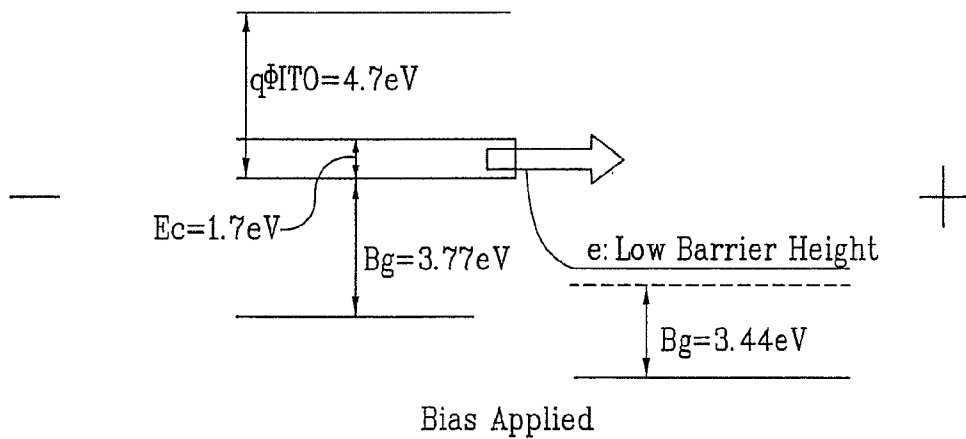 qΦITO=4.7eV
−
+
Ec=1.7eV
Bg=3.77eV
e: Low Barrier Height
Bg=3.44eV
Bias Applied